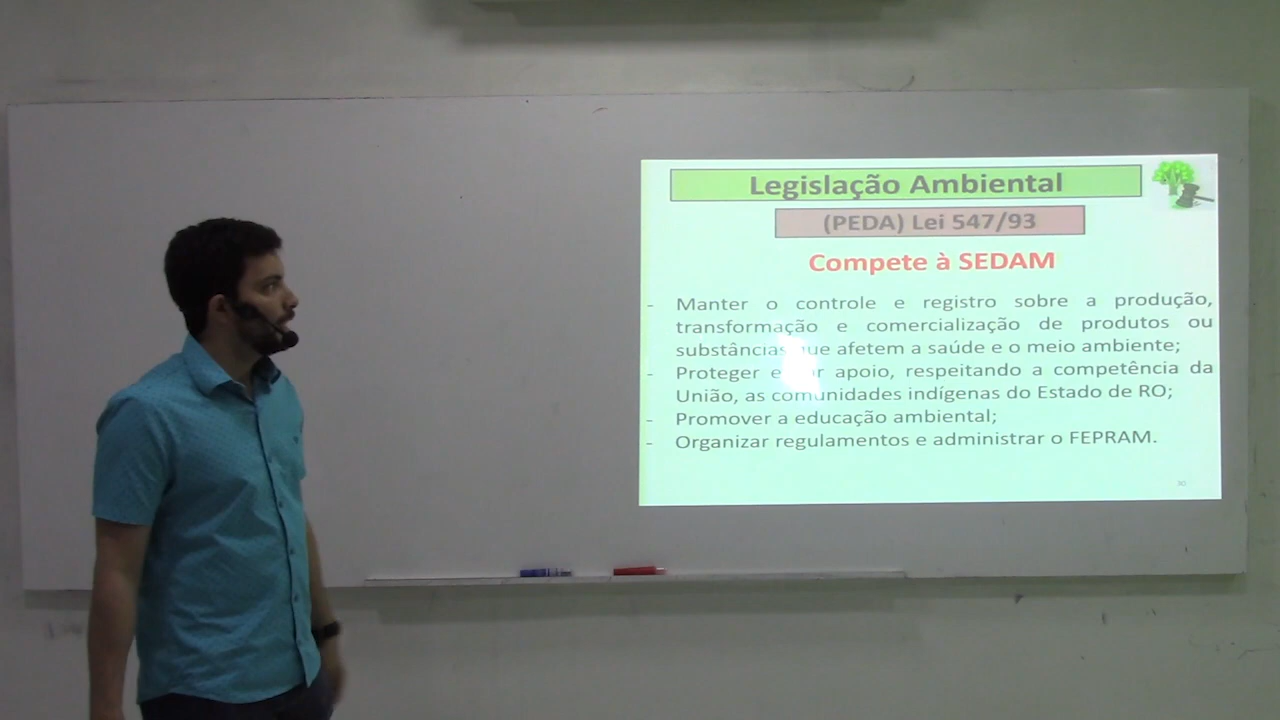 Legislação Ambiental
(PEDA) Lei 547/93
Compete à SEDAM
- Manter o controle e registro sobre a produção,
transformação e comercialização de produtos ou
substâncias que afetem a saúde e o meio ambiente;
- Proteger e apoio, respeitando a competência da
União, as comunidades indígenas do Estado de RO;
- Promover a educação ambiental;
- Organizar regulamentos e administrar o FEPRAM.
30